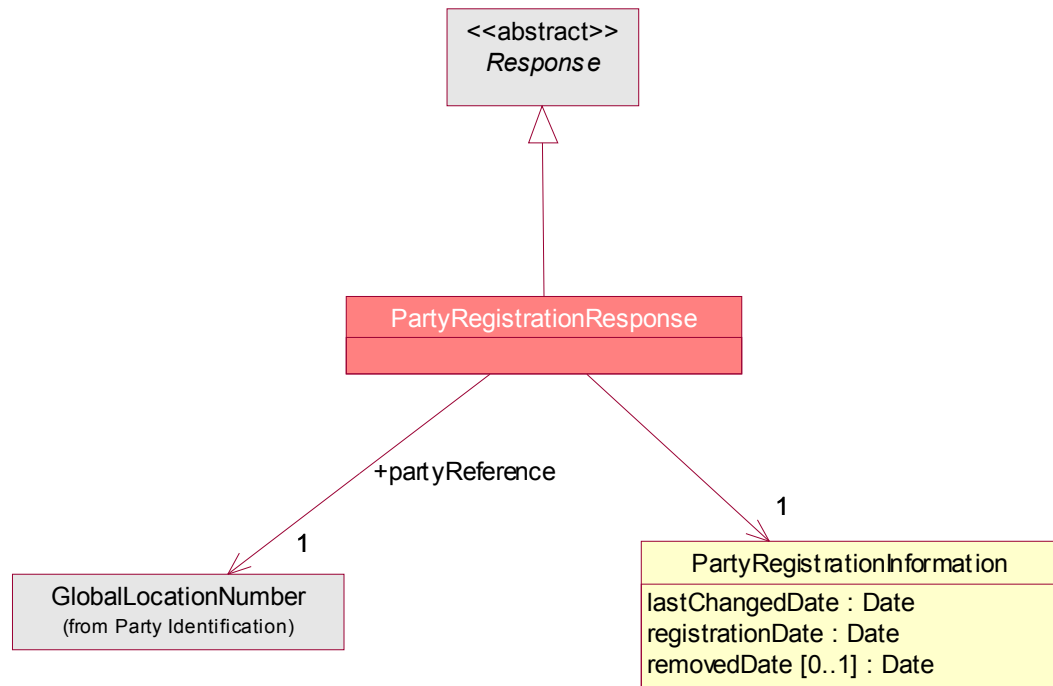 <<abstract>>
Response
PartyRegistrationResponse
+partyReference
1
1
GlobalLocationNumber
(from Party Identification)
PartyRegistrationInformation
lastChangedDate : Date
registrationDate : Date
removedDate [0..1] : Date